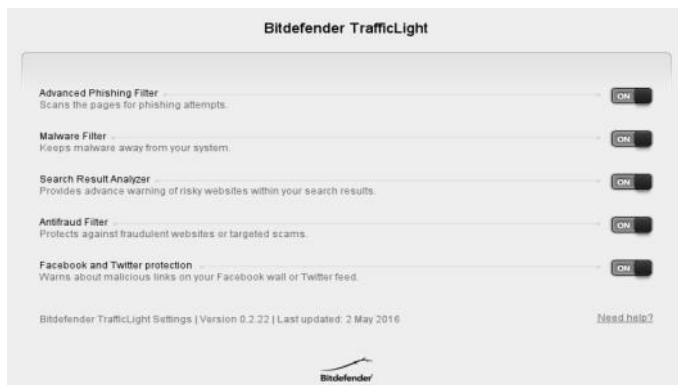 Bitdefender TrafficLight
Advanced Phishing Filter
ON
Scans the pages for phishing attempts.
Malware Filter
ON
Keeps malware away from your system.
Search Result Analyzer
ON
Provides advance warning of risky websites within your search results.
Antifraud Filter
ON
Protects against fraudulent websites or targeted scams.
Facebook and Twitter protection
ON
Warns about malicious links on your Facebook wall or Twitter feed.
Bitdefender TrafficLight Settings | Version 0.2.22 | Last updated: 2 May 2016
Need help?
Bitdefender